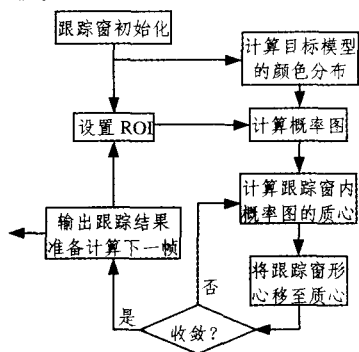 跟踪窗初始化
计算目标模型
的颜色分布
设置 ROI
计算概率图
计算跟踪窗内
概率图的质心
输出跟踪结果
准备计算下一帧
将跟踪窗形
心移至质心
否
是
收敛?